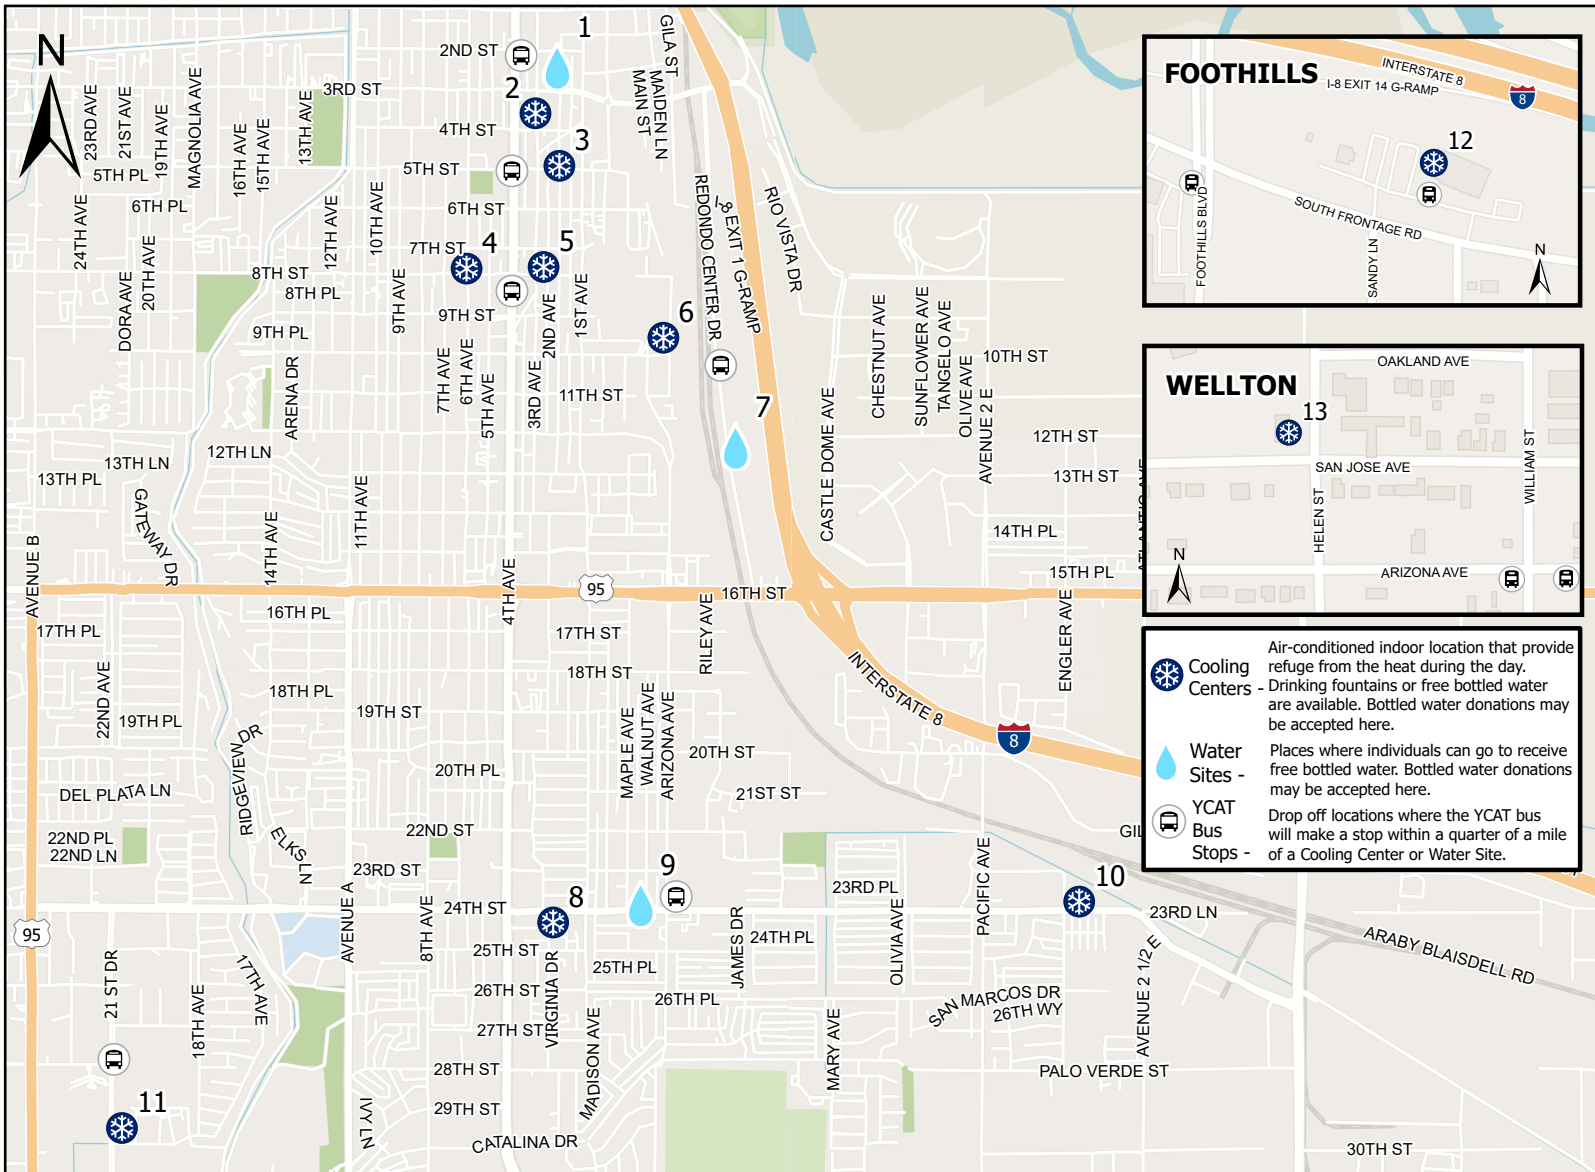 N
1
2ND ST
GILA ST
2
3RD ST
MAIDEN LN
MAIN ST
23RD AVE
21ST AVE
19TH AVE
MAGNOLIA AVE
16TH AVE
15TH AVE
13TH AVE
4TH ST
3
5TH ST
5TH PL
6TH PL
6TH ST
REDONDO CENTER DR
I-8 EXIT 1 G-RAMP
RIO VISTA DR
24TH AVE
20TH AVE
DORA AVE
12TH AVE
10TH AVE
9TH AVE
7TH ST
4
5
8TH ST
8TH PL
9TH ST
9TH PL
2ND AVE
1ST AVE
6
ARENA DR
7TH AVE
6TH AVE
5TH AVE
3RD AVE
11TH ST
7
CASTLE DOME AVE
CHESTNUT AVE
SUNFLOWER AVE
TANGELO AVE
OLIVE AVE
AVENUE 2 E
10TH ST
12TH ST
13TH ST
12TH LN
13TH LN
13TH PL
GATEWAY DR
14TH AVE
11TH AVE
4TH AVE
14TH PL
15TH PL
ATLANTIC AVE
AVENUE B
95
16TH ST
16TH PL
17TH PL
17TH ST
RILEY AVE
ENGLER AVE
18TH ST
INTERSTATE 8
8
22ND AVE
19TH PL
18TH PL
19TH ST
RIDGEVIEW DR
MAPLE AVE
WALNUT AVE
ARIZONA AVE
20TH ST
20TH PL
21ST ST
DEL PLATA LN
ELKS LN
22ND ST
22ND PL
22ND LN
23RD ST
9
10
GIL
23RD PL
PACIFIC AVE
23RD LN
95
AVENUE A
8TH AVE
24TH ST
8
25TH ST
25TH PL
JAMES DR
24TH PL
OLIVIA AVE
ARABY BLAISDELL RD
21 ST DR
18TH AVE
17TH AVE
26TH ST
VIRGINIA DR
26TH PL
SAN MARCOS DR
26TH WY
AVENUE 2 1/2 E
27TH ST
MADISON AVE
MARY AVE
28TH ST
PALO VERDE ST
11
29TH ST
IVY LN
CATALINA DR
30TH ST
FOOTHILLS
INTERSTATE 8
I-8 EXIT 14 G-RAMP
8
12
FOOTHILLS BLVD
SOUTH FRONTAGE RD
SANDY LN
N
WELLTON
OAKLAND AVE
13
SAN JOSE AVE
HELEN ST
WILLIAM ST
N
ARIZONA AVE
Cooling
Centers -
Air-conditioned indoor location that provide
refuge from the heat during the day.
Drinking fountains or free bottled water
are available. Bottled water donations may
be accepted here.
Water
Sites -
Places where individuals can go to receive
free bottled water. Bottled water donations
may be accepted here.
YCAT
Bus
Stops -
Drop off locations where the YCAT bus
will make a stop within a quarter of a mile
of a Cooling Center or Water Site.